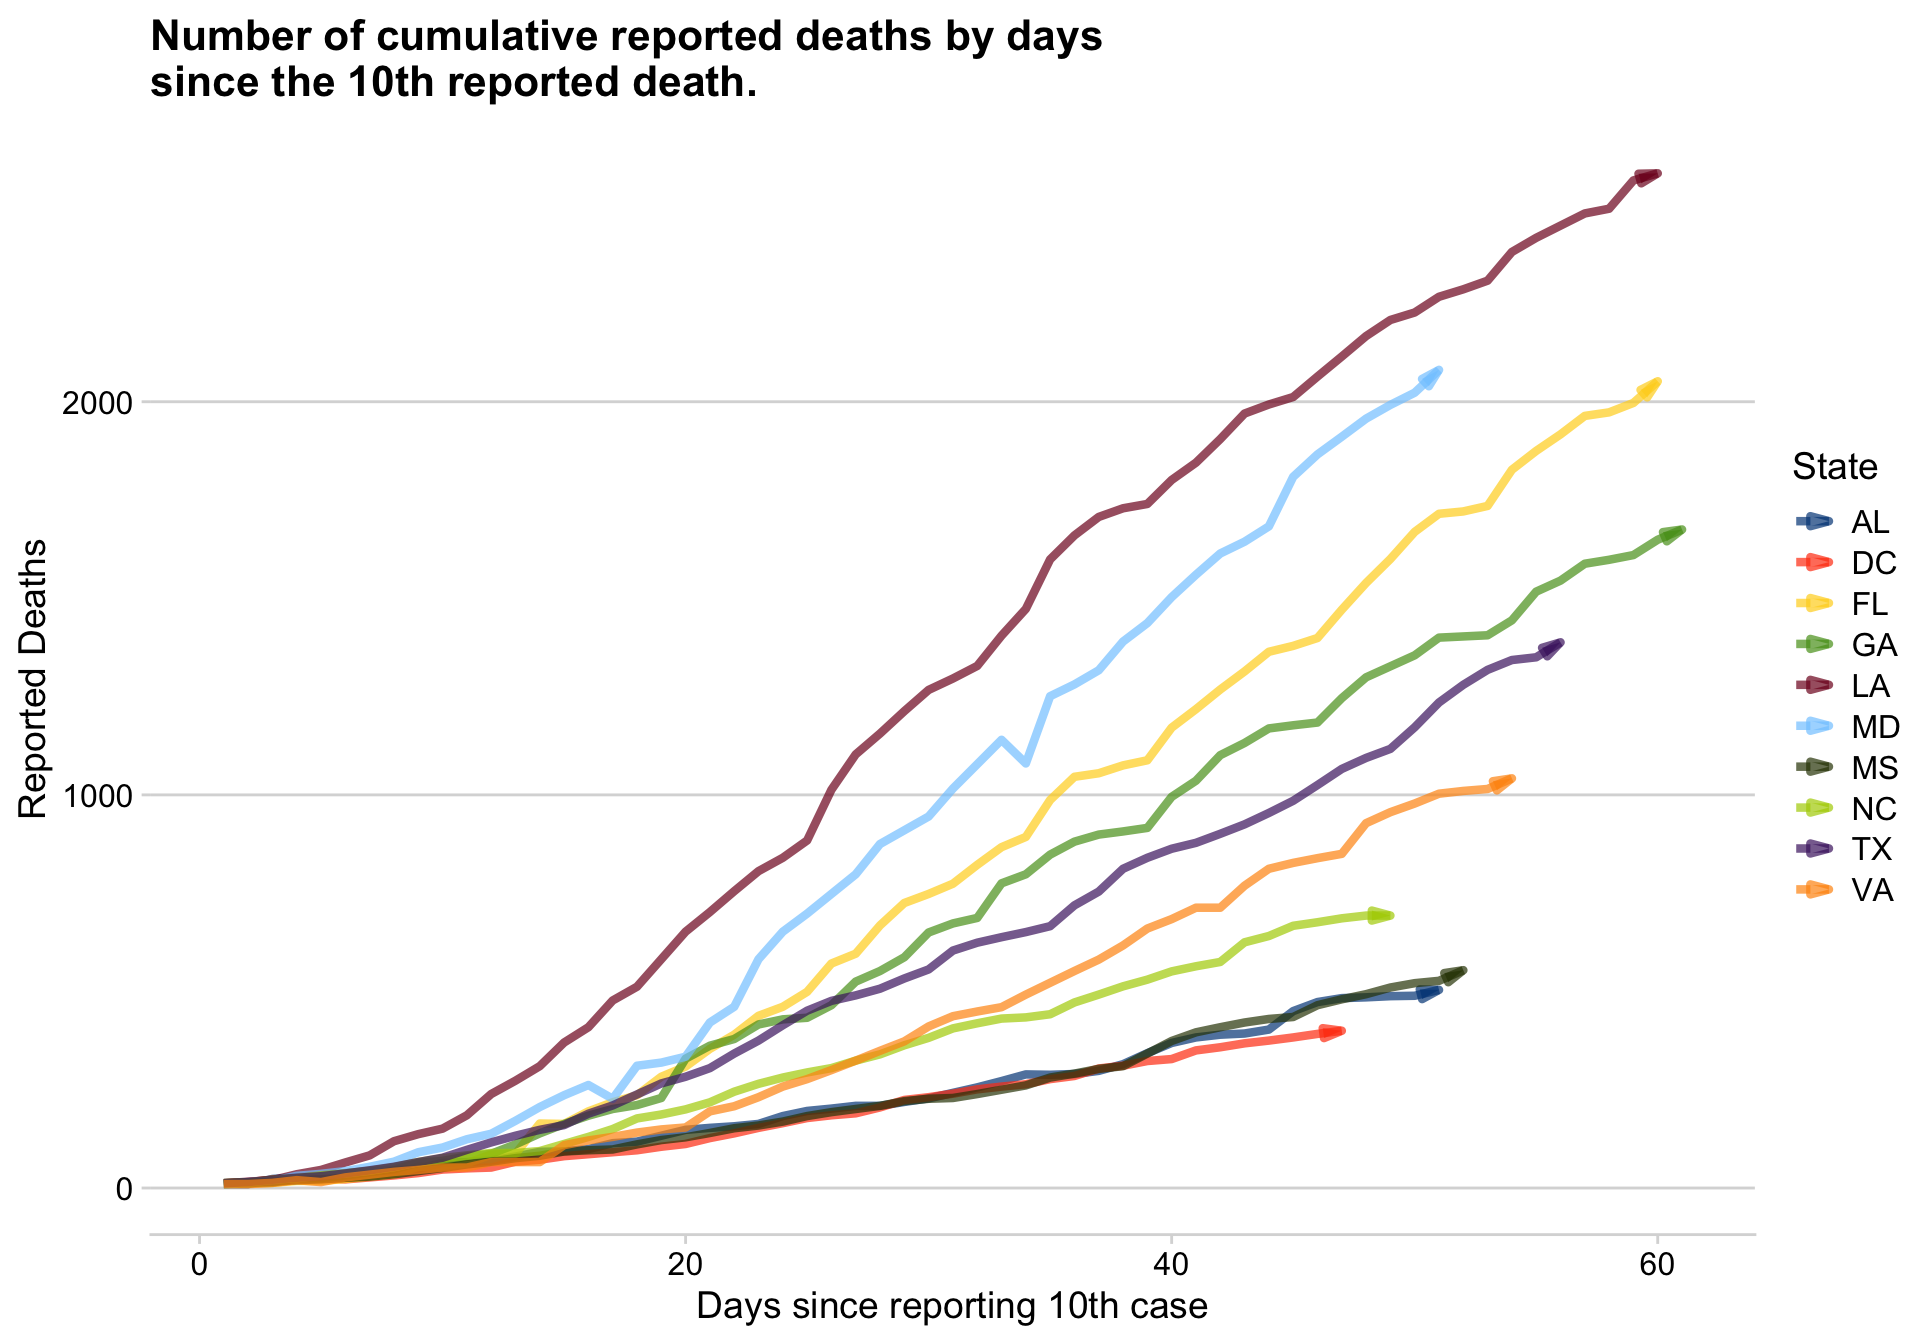 Number of cumulative reported deaths by days
since the 10th reported death.
2000
1000
0
Reported Deaths
0
20
40
60
Days since reporting 10th case
State
AL
DC
FL
GA
LA
MD
MS
NC
TX
VA